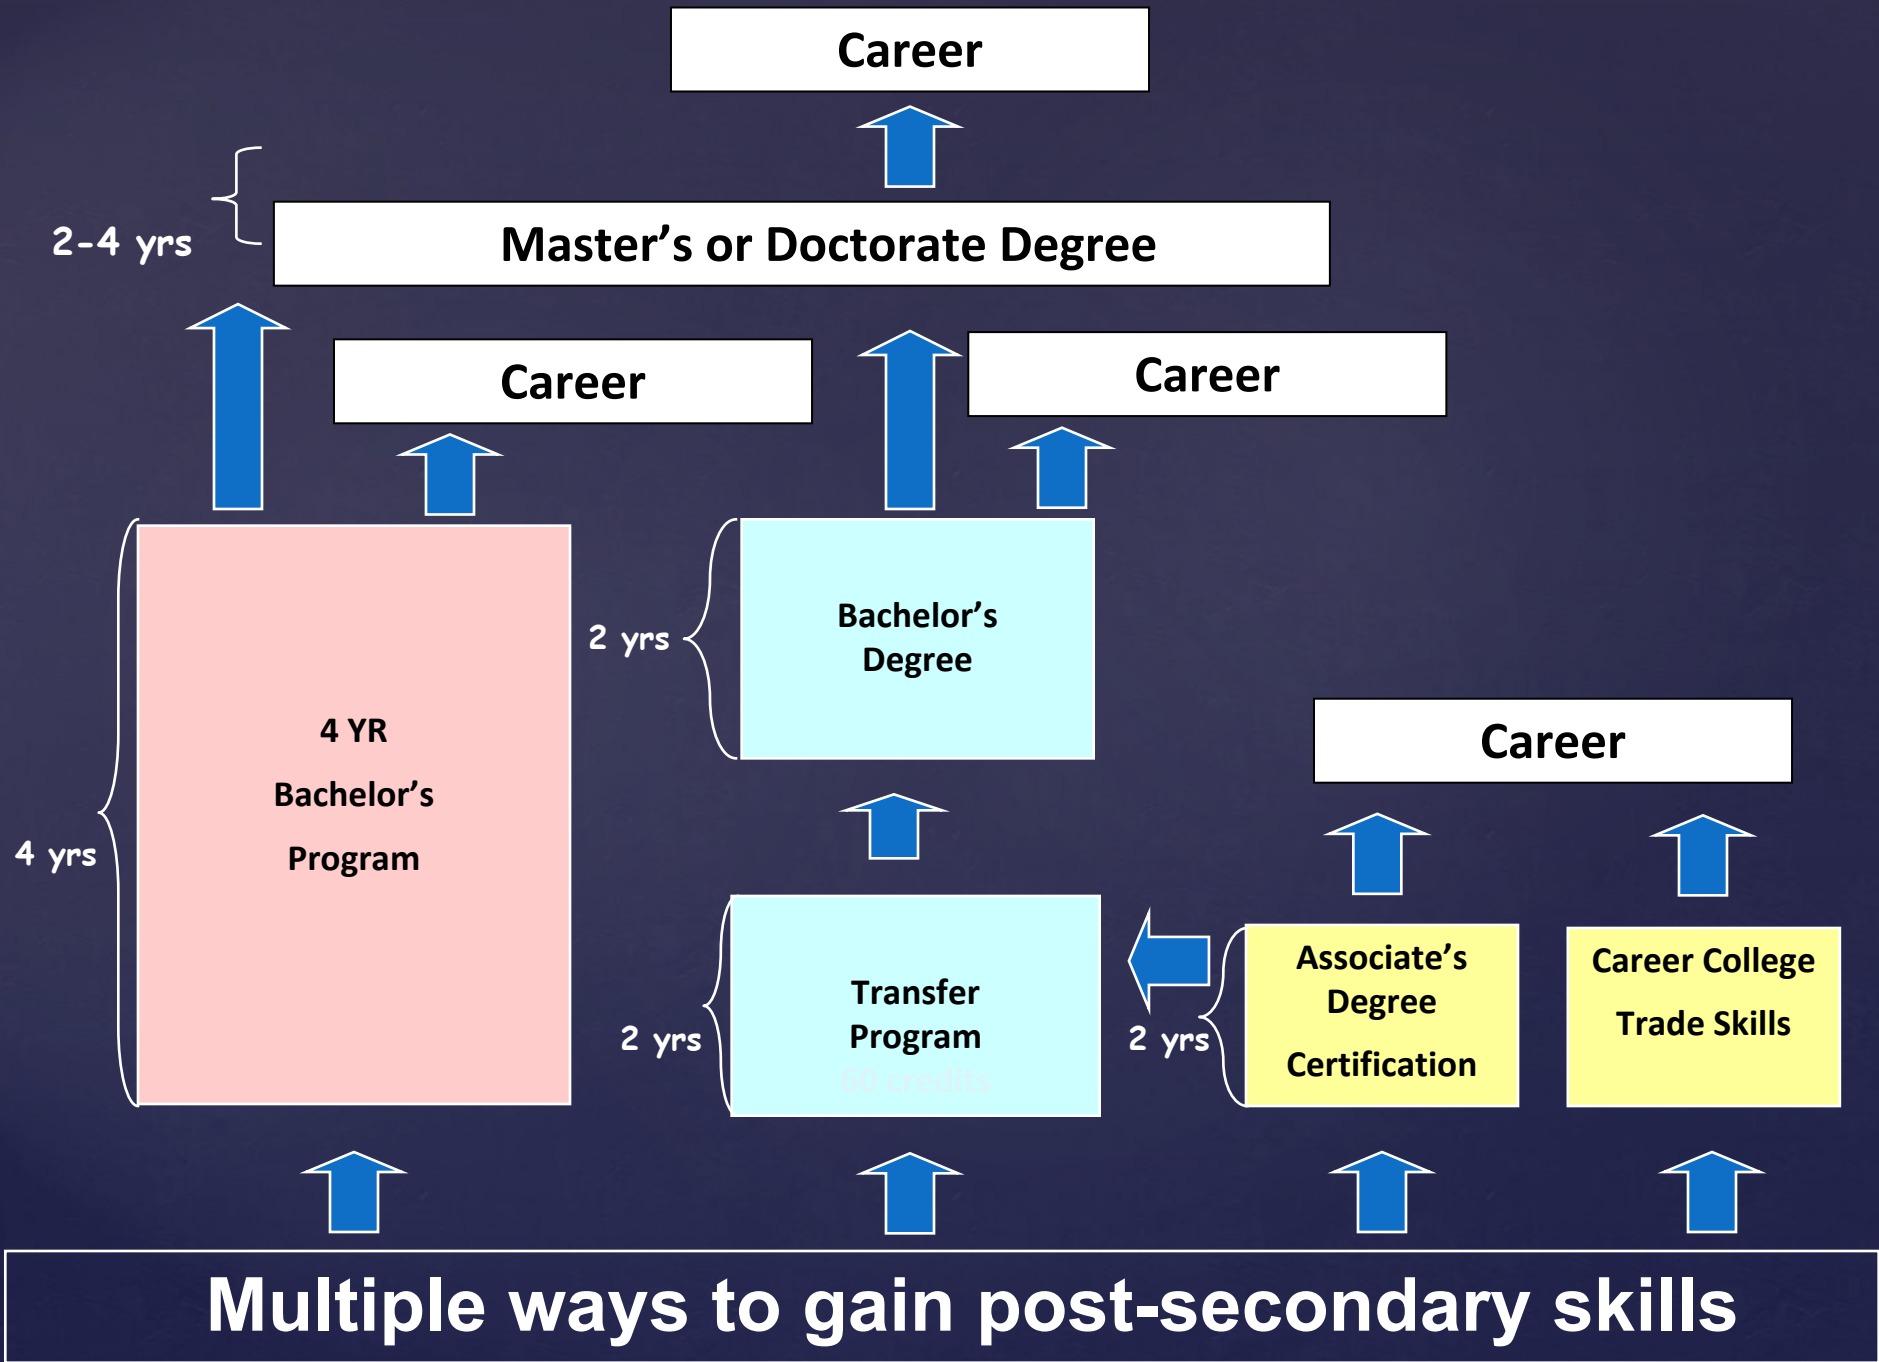 Career
2-4 yrs
Master’s or Doctorate Degree
Career
Career
4 yrs
4 YR
Bachelor’s
Program
2 yrs
Bachelor’s
Degree
Career
2 yrs
Transfer
Program
60 credits
2 yrs
Associate’s
Degree
Certification
Career College
Trade Skills
Multiple ways to gain post-secondary skills